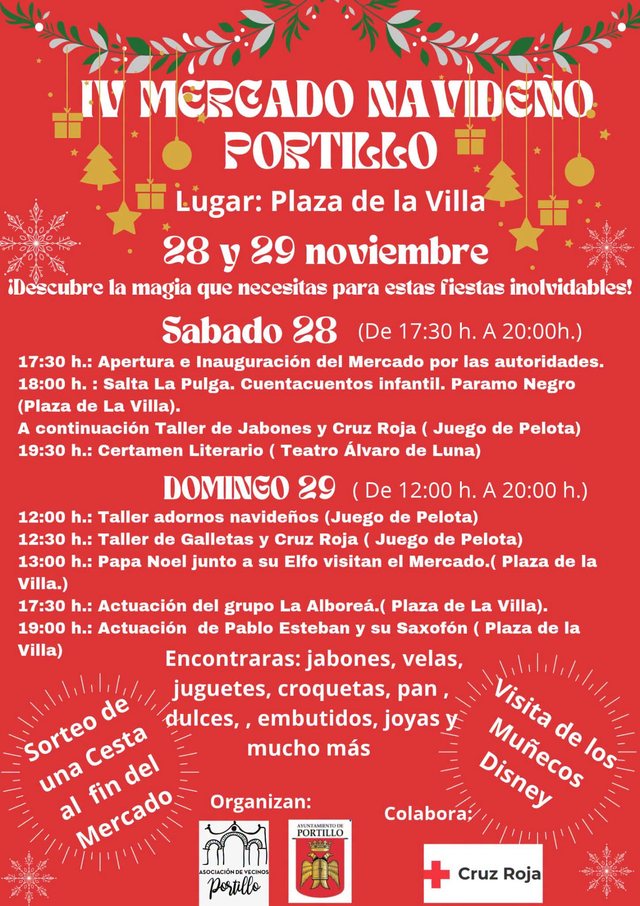 IV MERCADO NAVIDEÑO
PORTILLO
Lugar: Plaza de la Villa
28 y 29 noviembre
¡Descubre la magia que necesitas para estas fiestas inolvidables!
Sabado 28 (De 17:30 h. A 20:00h.)
17:30 h.: Apertura e Inauguración del Mercado por las autoridades.
18:00 h. : Salta La Pulga. Cuentacuentos infantil. Paramo Negro
(Plaza de La Villa).
A continuación Taller de Jabones y Cruz Roja ( Juego de Pelota)
19:30 h.: Certamen Literario ( Teatro Álvaro de Luna)
DOMINGO 29 ( De 12:00 h. A 20:00 h.)
12:00 h.: Taller adornos navideños (Juego de Pelota)
12:30 h.: Taller de Galletas y Cruz Roja ( Juego de Pelota)
13:00 h.: Papa Noel junto a su Elfo visitan el Mercado.( Plaza de la
Villa.)
17:30 h.: Actuación del grupo La Alboreá.( Plaza de La Villa).
19:00 h.: Actuación de Pablo Esteban y su Saxofón ( Plaza de la
Villa)
Encontraras: jabones, velas,
juguetes, croquetas, pan ,
dulces, , embutidos, joyas y
mucho más
Sorteo de
una Cesta
al fin del
Mercado
Visita de los
Muñecos
Disney
Organizan:
ASOCIACIÓN DE VECINOS
Portillo
AYUNTAMIENTO DE
PORTILLO
Colabora:
Cruz Roja